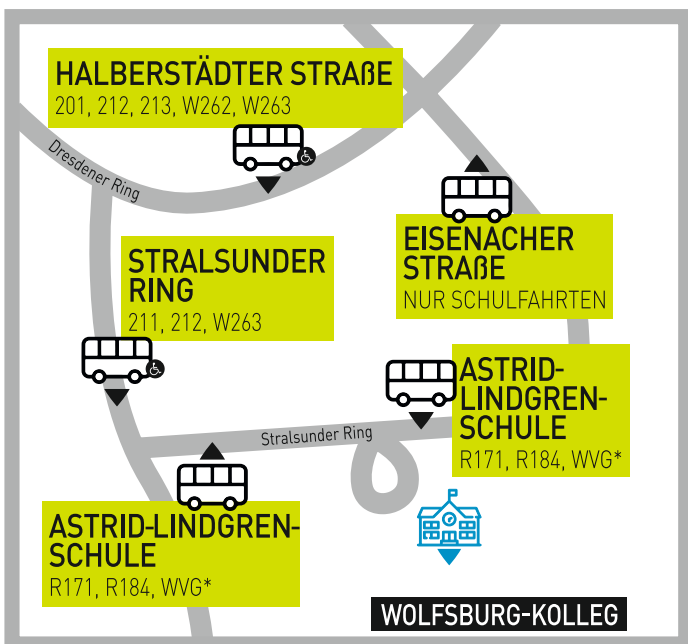 HALBERSTÄDTER STRAßE
201, 212, 213, W262, W263
Dresdener Ring
EISENACHER
STRAßE
NUR SCHULFAHRTEN
STRALSUNDER
RING
211, 212, W263
ASTRID-
LINDGREN-
SCHULE
R171, R184, WVG*
Stralsunder Ring
ASTRID-LINDGREN-
SCHULE
R171, R184, WVG*
WOLFSBURG-KOLLEG